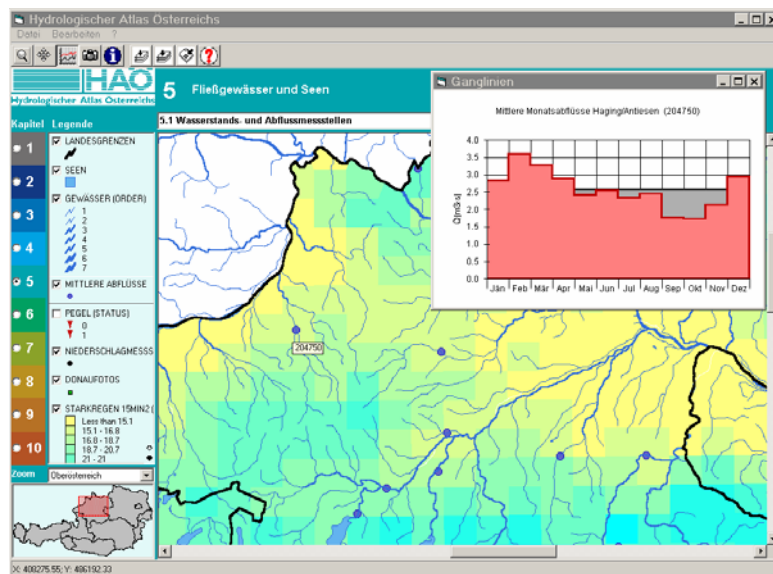 Hydrologischer Atlas Österreichs
Datei Bearbeiten ?
HAÖ
Hydrologischer Atlas Österreichs
5 Fließgewässer und Seen
5.1 Wasserstands- und Abflussmessstellen
Kapitel Legende
1
2
3
4
5
6
7
8
9
10
LANDESGRENZEN
SEEN
GEWÄSSER (ORDER)
1
2
3
4
5
6
7
MITTLERE ABFLÜSSE
PEGEL (STATUS)
0
1
NIEDERSCHLAGMESSS
DONAUFOTOS
STARKREGEN 15MIN2 (
Less than 15.1
15.1 - 16.8
16.8 - 18.7
18.7 - 20.7
21 - 21
Zoom Oberösterreich
204750
Ganglinien
Mittlere Monatsabflüsse Haging/Antiesen (204750)
4.0
3.5
3.0
2.5
2.0
1.5
1.0
0.5
0.0
Jän Feb Mär Apr Mai Jun Jul Aug Sep Okt Nov Dez
X: 408275.55; Y: 486192.33